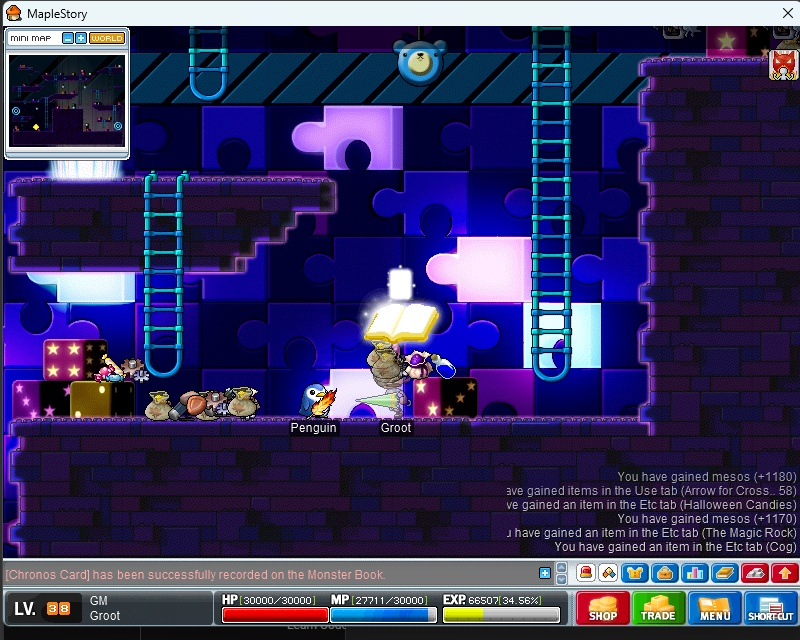 MapleStory
MINI MAP
WORLD
Penguin
Groot
You have gained mesos (+1180)
ave gained items in the Use tab (Arrow for Cross.. 58)
ve gained an item in the Etc tab (Halloween Candies)
You have gained mesos (+1170)
have gained an item in the Etc tab (The Magic Rock)
You have gained an item in the Etc tab (Cog)
[Chronos Card] has been successfully recorded on the Monster Book.
LV. 38
GM
Groot
HP [30000/30000]
MP [27711/30000]
EXP. 66507 [34.56%]
SHOP
TRADE
MENU
SHORTCUT